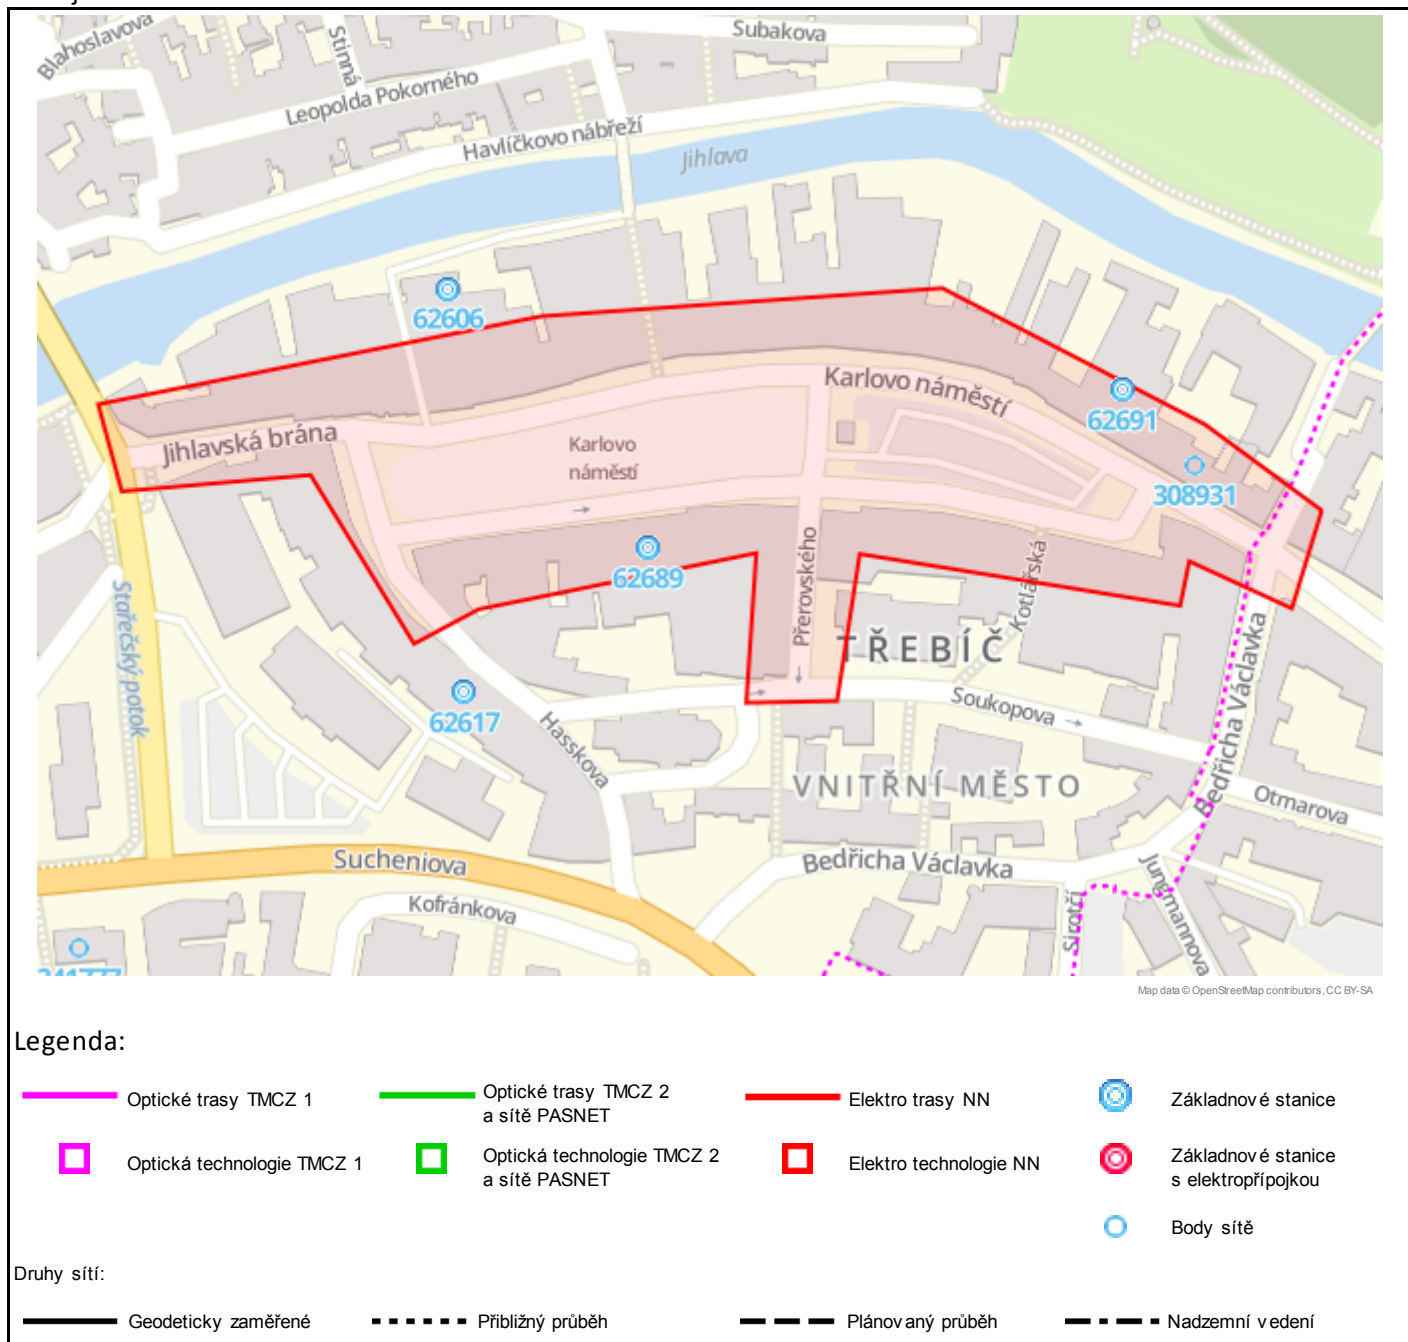 Blahoslavova
Stinná
Subakova
Leopolda Pokorného
Havlíčkovo nábřeží
Jihlava
62606
Karlovo náměstí
62691
Jihlavská brána
Karlovo
náměstí
308931
62689
Přerovského
Kotlářská
Stařečský potok
TŘEBÍČ
62617
Hasskova
Soukopova
Bedřicha Václavka
VNITŘNÍ MĚSTO
Otmarova
Sucheniova
Bedřicha Václavka
Kofránkova
Sirotčí
Jungmannova
341777
Map data © OpenStreetMap contributors, CC BY-SA
Legenda:
Optické trasy TMCZ 1
Optické trasy TMCZ 2
a sítě PASNET
Elektro trasy NN
Základnové stanice
Optická technologie TMCZ 1
Optická technologie TMCZ 2
a sítě PASNET
Elektro technologie NN
Základnové stanice
s elektropřípojkou
Body sítě
Druhy sítí:
Geodeticky zaměřené
Přibližný průběh
Plánovaný průběh
Nadzemní vedení